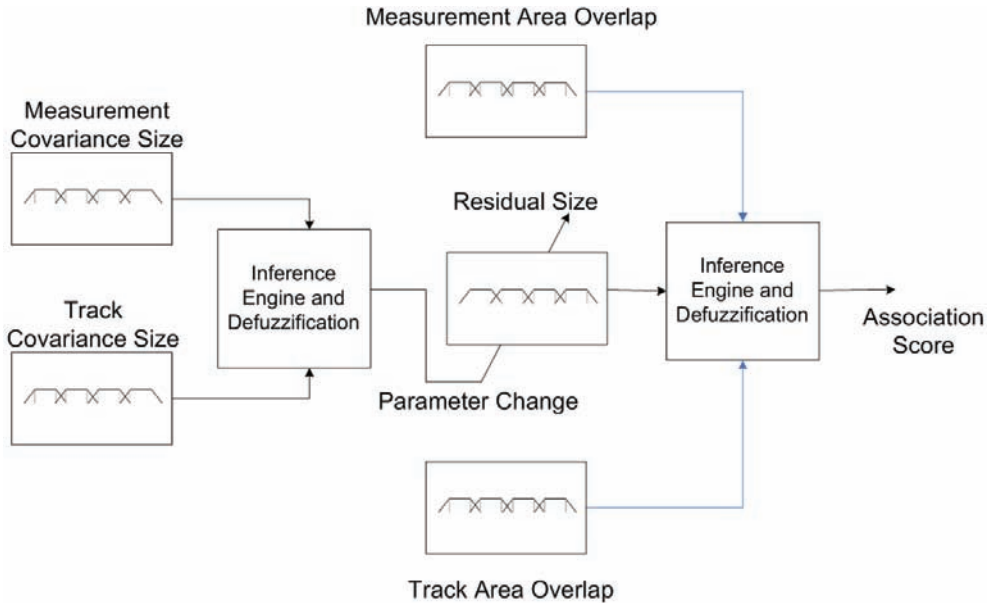 Measurement Area Overlap
Measurement
Covariance Size
Residual Size
Inference
Engine and
Defuzzification
Inference
Engine and
Defuzzification
Track
Covariance Size
Association
Score
Parameter Change
Track Area Overlap